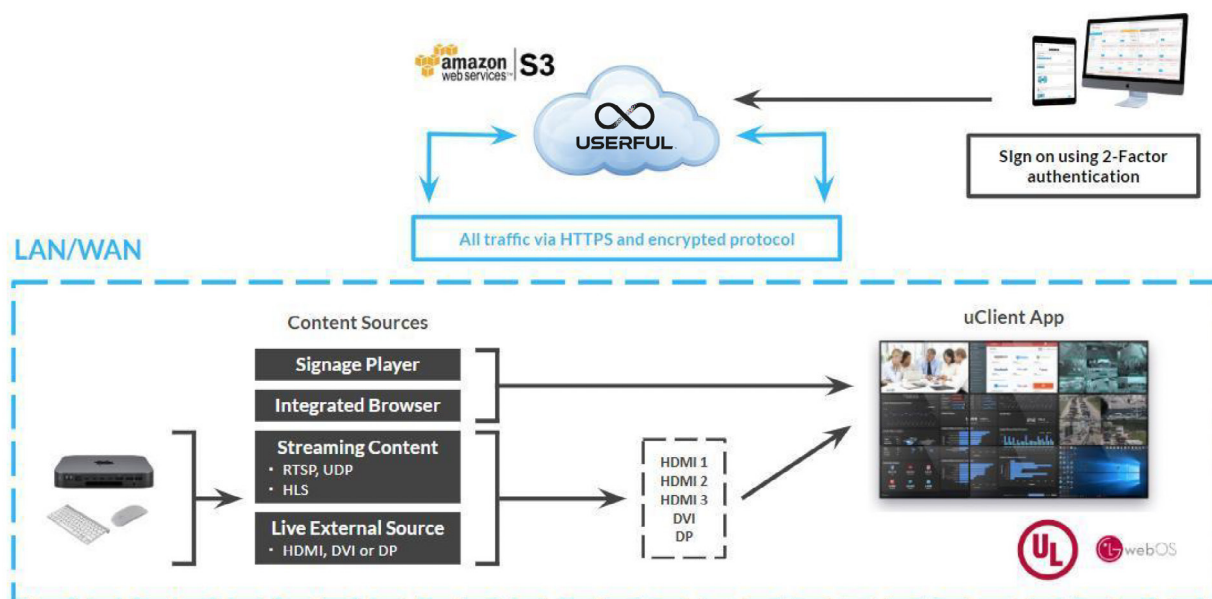 amazon
web services™
S3
USERFUL
SIgn on using 2-Factor
authentication
All traffic via HTTPS and encrypted protocol
LAN/WAN
Content Sources
Signage Player
Integrated Browser
Streaming Content
· RTSP, UDP
· HLS
Live External Source
· HDMI, DVI or DP
HDMI 1
HDMI 2
HDMI 3
DVI
DP
uClient App
UL
LG webOS